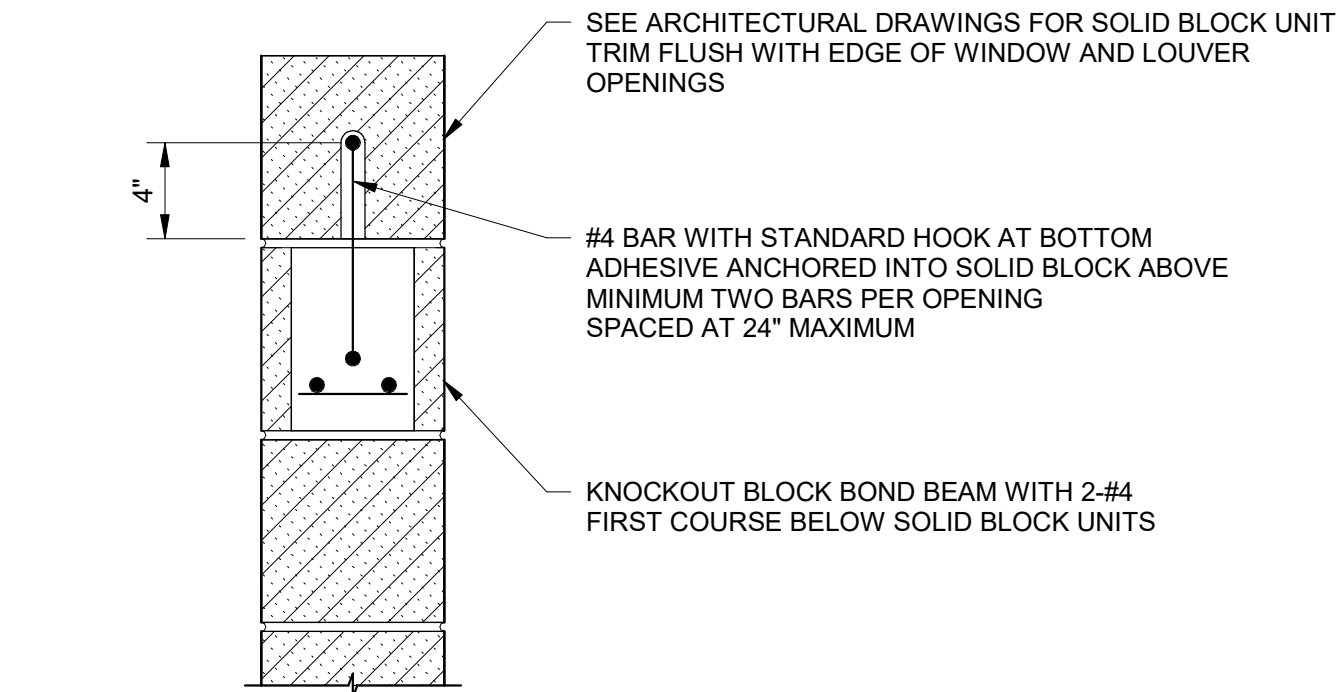 SEE ARCHITECTURAL DRAWINGS FOR SOLID BLOCK UNIT
TRIM FLUSH WITH EDGE OF WINDOW AND LOUVER
OPENINGS
4"
#4 BAR WITH STANDARD HOOK AT BOTTOM
ADHESIVE ANCHORED INTO SOLID BLOCK ABOVE
MINIMUM TWO BARS PER OPENING
SPACED AT 24" MAXIMUM
KNOCKOUT BLOCK BOND BEAM WITH 2-#4
FIRST COURSE BELOW SOLID BLOCK UNITS